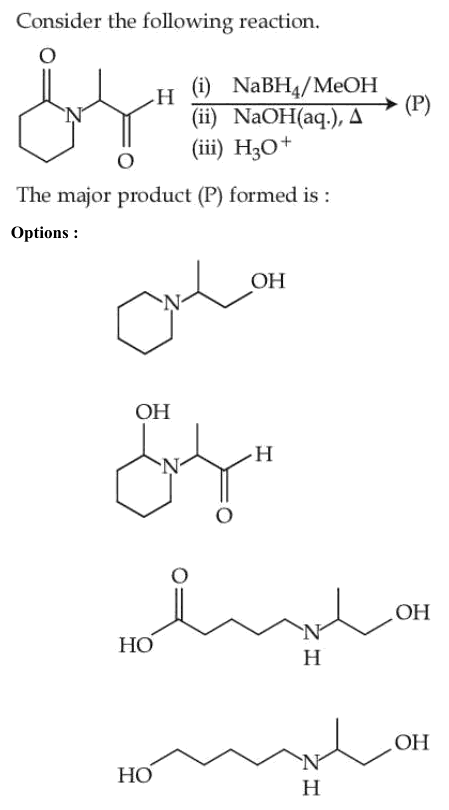 Consider the following reaction.
O
N
H
O
(i) NaBH₄/MeOH
(ii) NaOH(aq.), Δ
(iii) H₃O⁺
(P)
The major product (P) formed is :
Options :
N
OH
OH
N
H
O
O
HO
N
H
OH
HO
N
H
OH